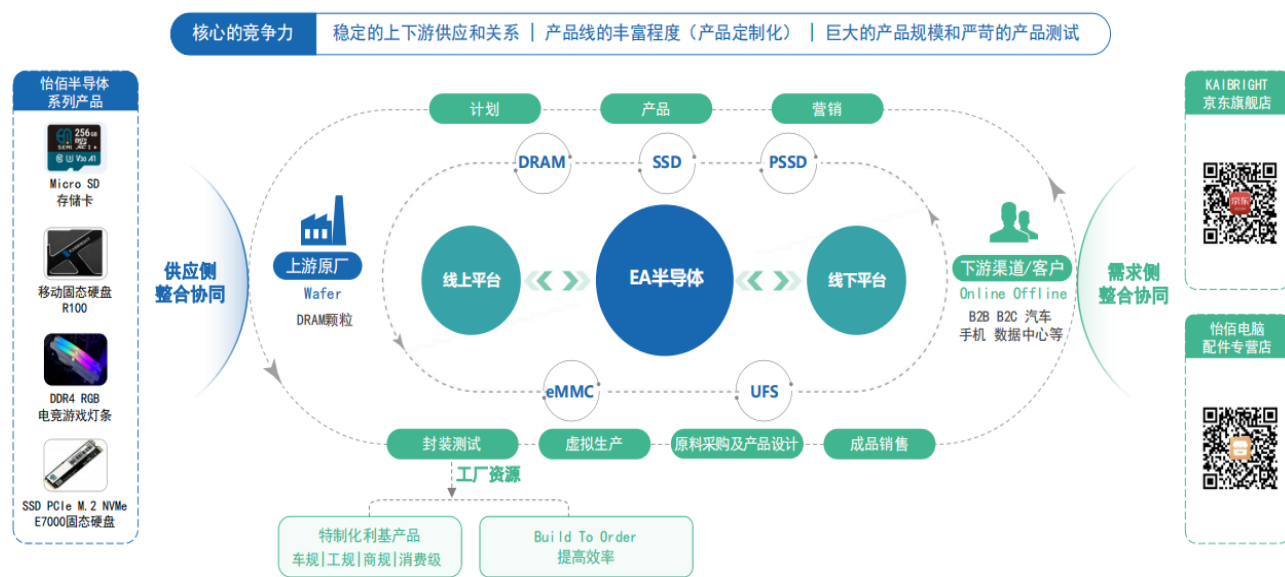 核心的竞争力
稳定的上下游供应和关系 | 产品线的丰富程度（产品定制化） | 巨大的产品规模和严苛的产品测试
怡佰半导体
系列产品
256GB
SEMI
V30 A1
Micro SD
存储卡
移动固态硬盘
R100
DDR4 RGB
电竞游戏灯条
SSD PCIe M.2 NVMe
E7000固态硬盘
供应侧
整合协同
计划
产品
营销
DRAM
SSD
PSSD
上游原厂
Wafer
DRAM颗粒
线上平台
EA半导体
线下平台
下游渠道/客户
Online Offline
B2B B2C 汽车
手机 数据中心等
eMMC
UFS
封装测试
虚拟生产
原料采购及产品设计
成品销售
工厂资源
特制化利基产品
车规|工规|商规|消费级
Build To Order
提高效率
需求侧
整合协同
KAIBRIGHT
京东旗舰店
京东
怡佰电脑
配件专营店